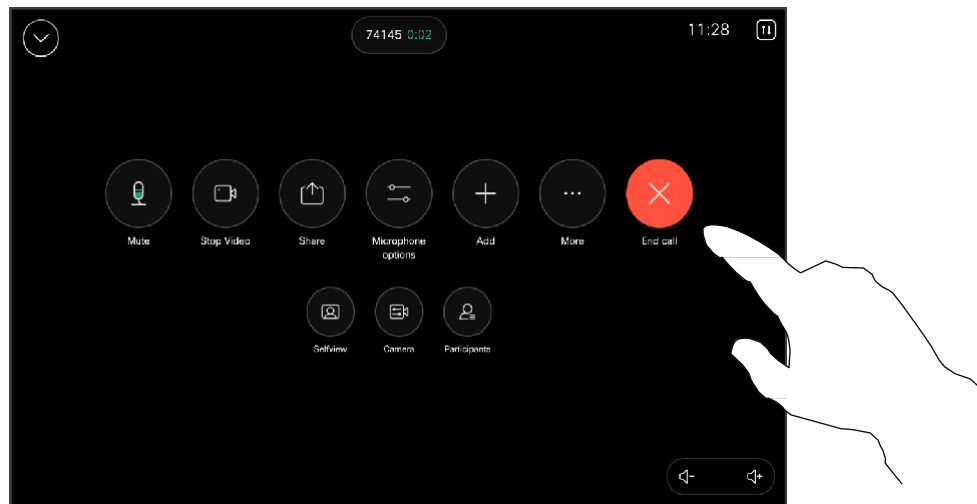 74145 0:02
11:28
Mute
Stop Video
Share
Microphone
options
Add
More
End call
Selfview
Camera
Participants